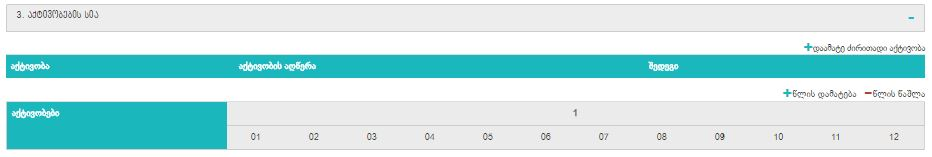 3. აქტივობების სია
დაამატე ძირითადი აქტივობა
აქტივობა აქტივობის აღწერა შედეგი
წლის დამატება წლის წაშლა
აქტივობები 1
01 02 03 04 05 06 07 08 09 10 11 12